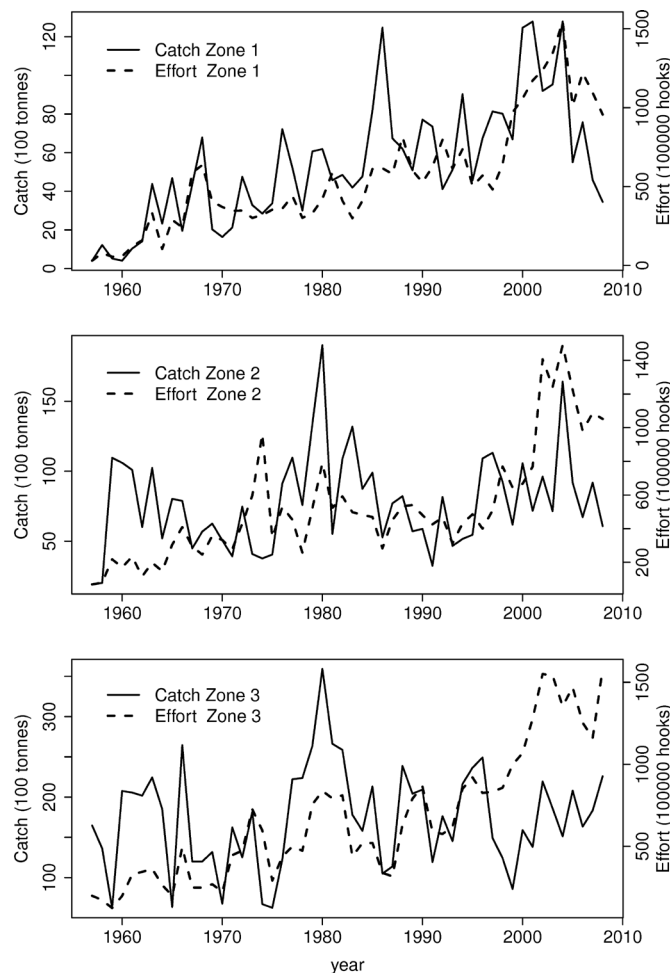 Catch (100 tonnes)
0 20 40 60 80 120
Catch Zone 1
Effort Zone 1
0 500 1000 1500
Effort (100000 hooks)
1960 1970 1980 1990 2000 2010
Catch (100 tonnes)
50 100 150
Catch Zone 2
Effort Zone 2
200 600 1000 1400
Effort (100000 hooks)
1960 1970 1980 1990 2000 2010
Catch (100 tonnes)
100 200 300
Catch Zone 3
Effort Zone 3
500 1000 1500
Effort (100000 hooks)
1960 1970 1980 1990 2000 2010
year